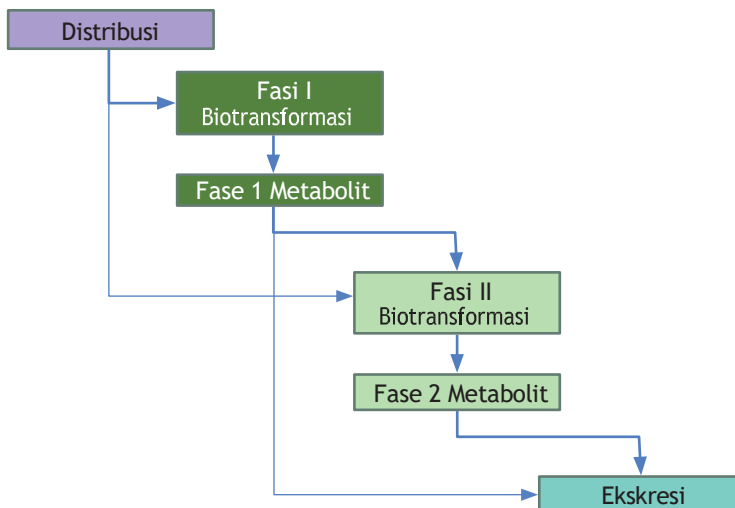 Distribusi
Fasi I
Biotransformasi
Fase 1 Metabolit
Fasi II
Biotransformasi
Fase 2 Metabolit
Ekskresi